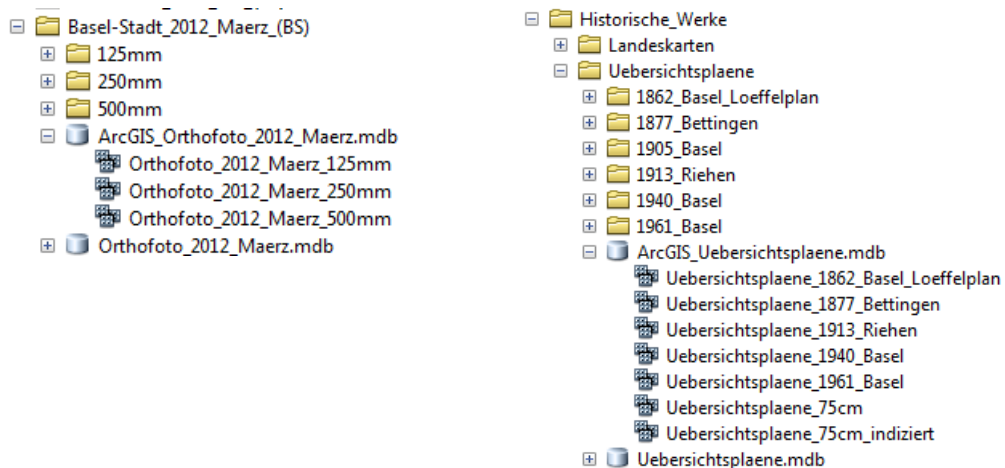 Basel-Stadt_2012_Maerz_(BS)
125mm
250mm
500mm
ArcGIS_Orthofoto_2012_Maerz.mdb
Orthofoto_2012_Maerz_125mm
Orthofoto_2012_Maerz_250mm
Orthofoto_2012_Maerz_500mm
Orthofoto_2012_Maerz.mdb
Historische_Werke
Landeskarten
Uebersichtsplaene
1862_Basel_Loeffelplan
1877_Bettingen
1905_Basel
1913_Riehen
1940_Basel
1961_Basel
ArcGIS_Uebersichtsplaene.mdb
Uebersichtsplaene_1862_Basel_Loeffelplan
Uebersichtsplaene_1877_Bettingen
Uebersichtsplaene_1913_Riehen
Uebersichtsplaene_1940_Basel
Uebersichtsplaene_1961_Basel
Uebersichtsplaene_75cm
Uebersichtsplaene_75cm_indiziert
Uebersichtsplaene.mdb